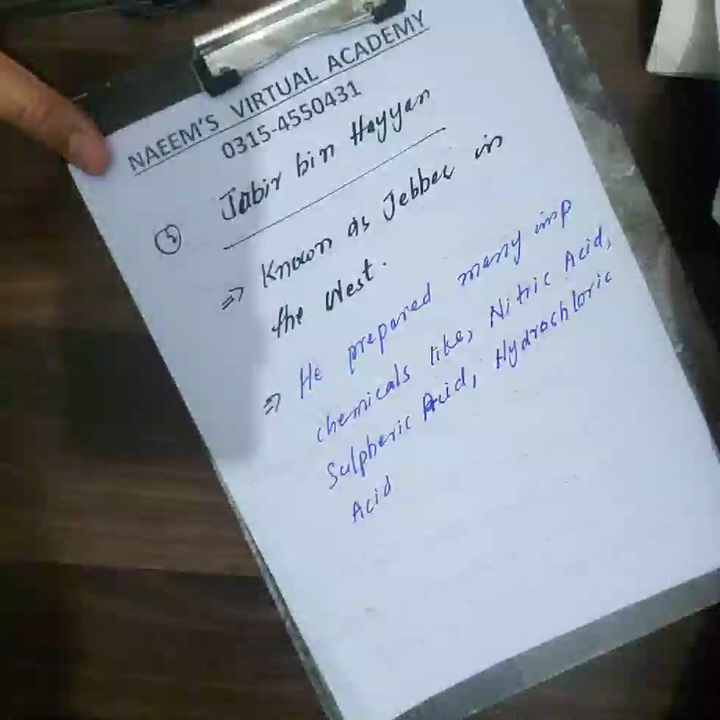 NAEEM'S VIRTUAL ACADEMY
0315-4550431
Jabir bin Hayyan
⇒ Known as Jebber in
the West.
⇒ He prepared many imp
chemicals like, Nitric Acid,
Sulpheric Acid, Hydrochloric
Acid